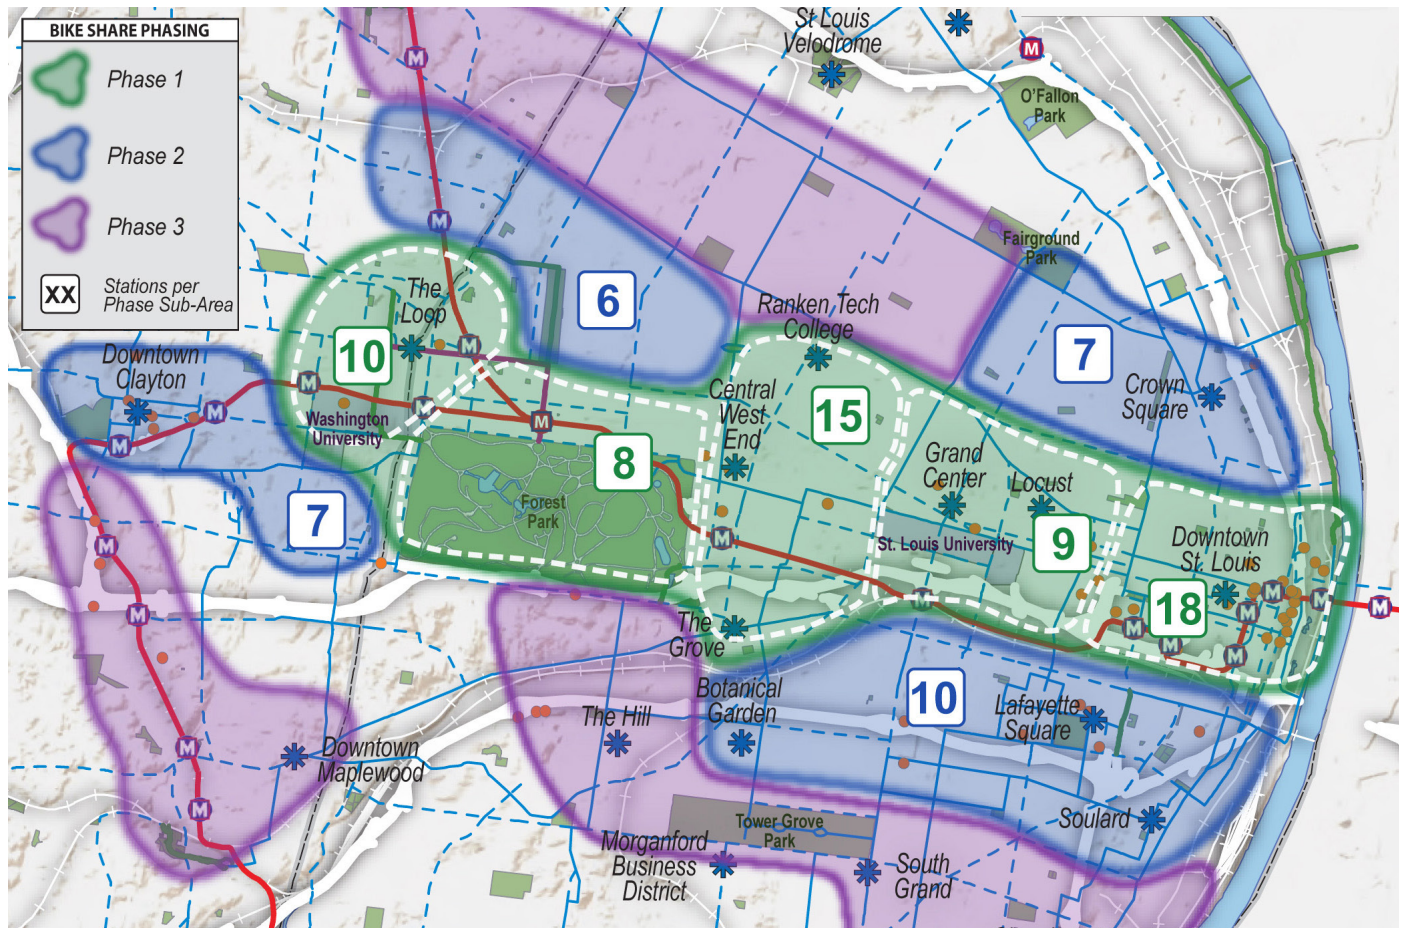 BIKE SHARE PHASING
Phase 1
Phase 2
Phase 3
XX
Stations per
Phase Sub-Area
St Louis
Velodrome
M
M
O'Fallon
Park
M
Fairground
Park
The
Loop
6
Ranken Tech
College
10
M
7
Downtown
Clayton
M
Central
West
End
Crown
Square
15
M
M
M
Washington
University
M
M
8
Grand
Center
Locust
Forest
Park
7
M
St. Louis University
9
Downtown
St. Louis
M
M
18
M
M
M
M
M
M
M
M
The
Grove
10
Botanical
Garden
Lafayette
Square
The Hill
M
Downtown
Maplewood
M
Soulard
Tower Grove
Park
Morganford
Business
District
South
Grand